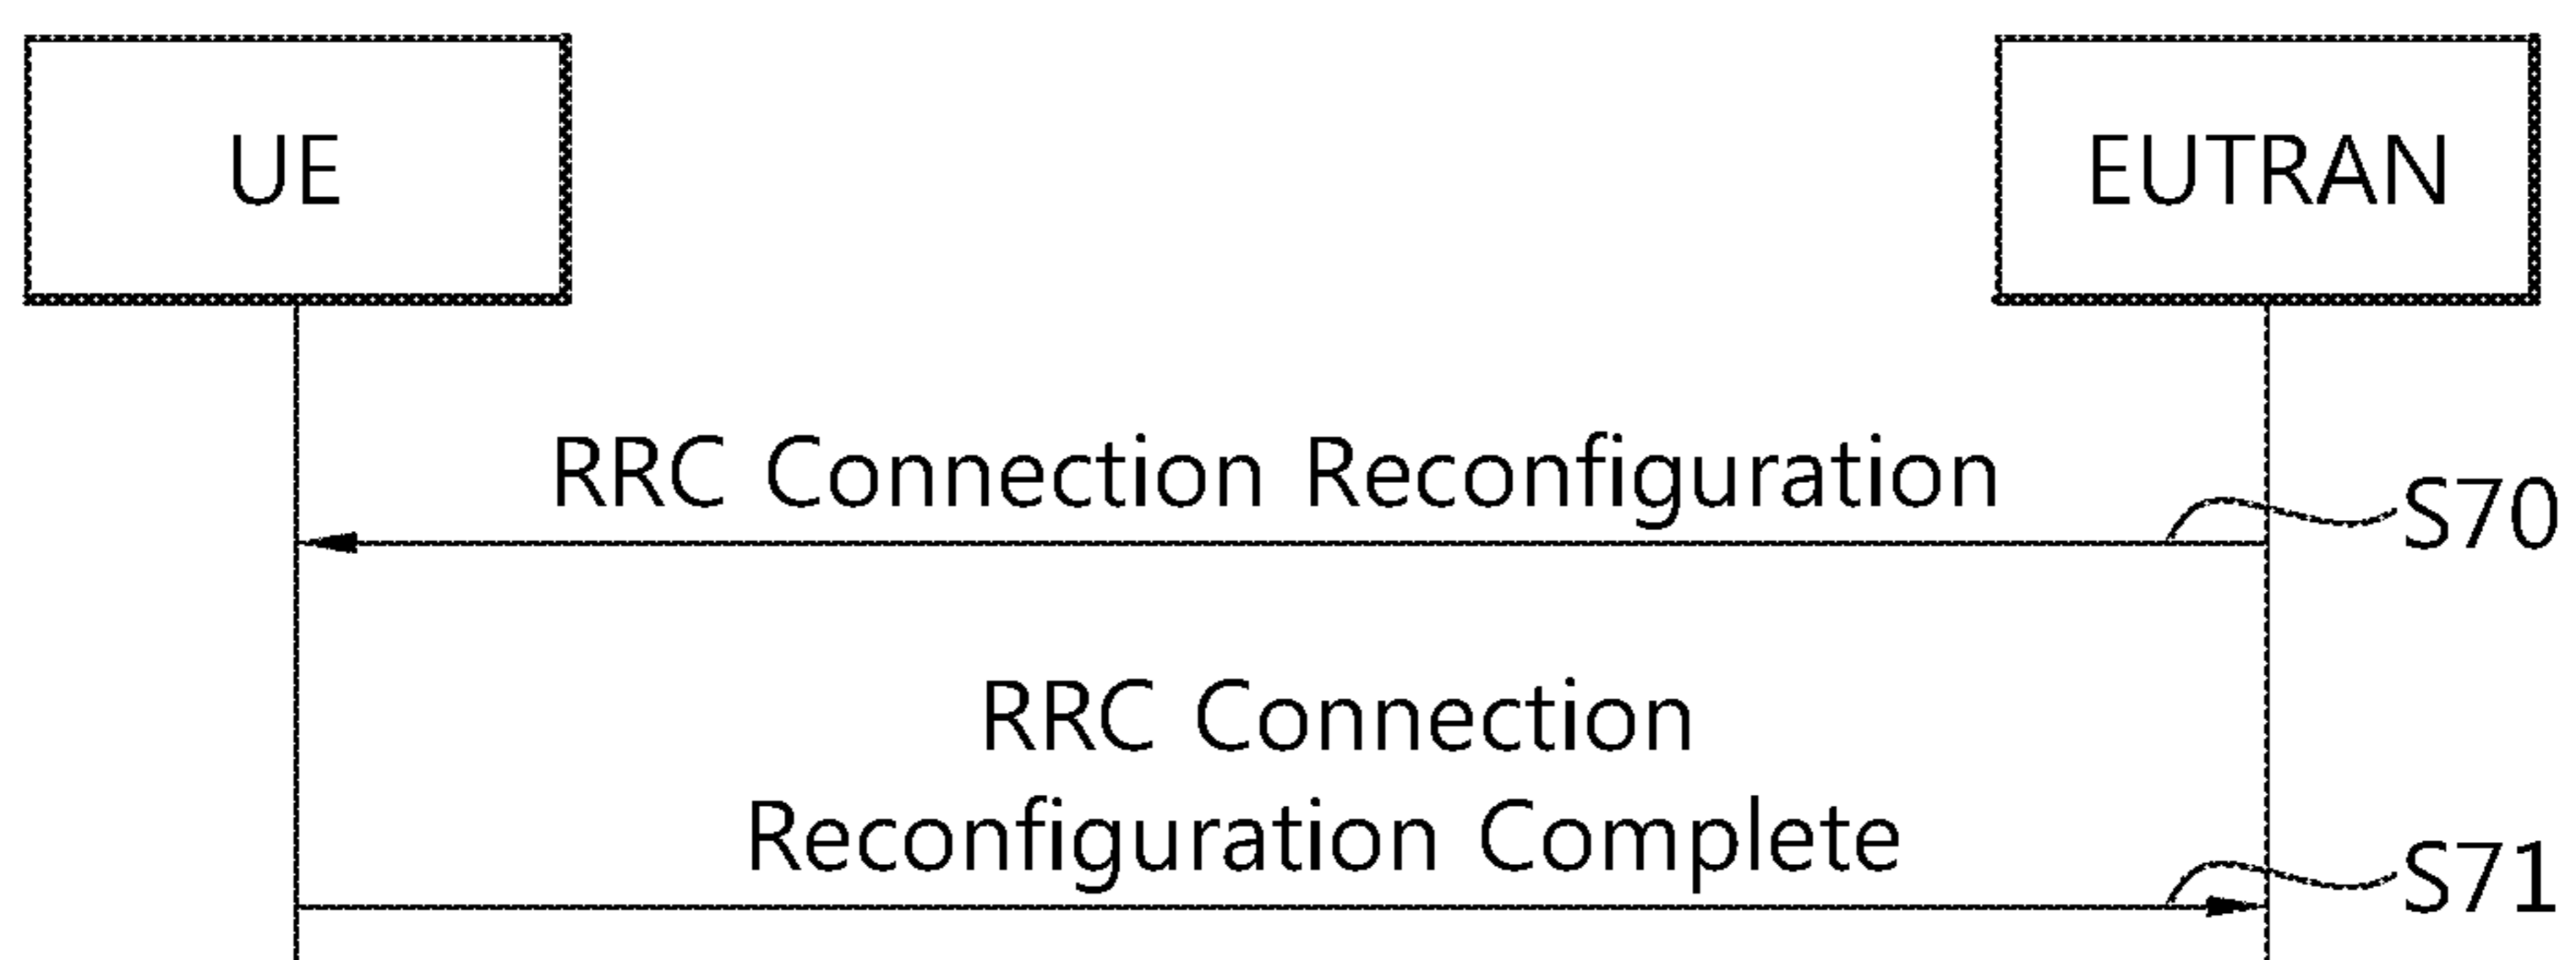 UE
EUTRAN
RRC Connection Reconfiguration
S70
RRC Connection
Reconfiguration Complete
S71